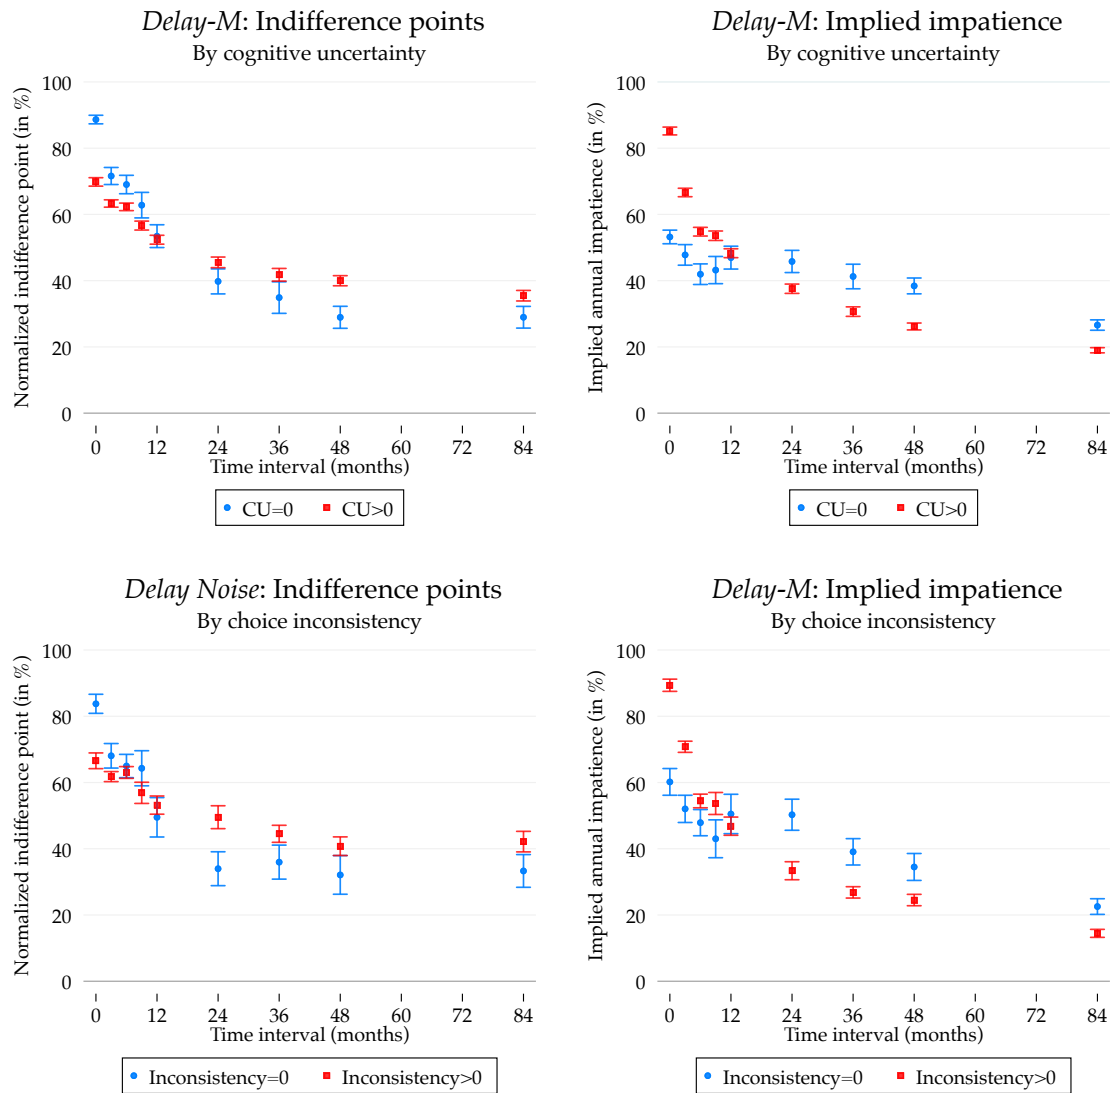 Delay-M: Indifference points
By cognitive uncertainty
Normalized indifference point (in %)
100
80
60
40
20
0
0 12 24 36 48 60 72 84
Time interval (months)
CU=0 CU>0
Delay-M: Implied impatience
By cognitive uncertainty
Implied annual impatience (in %)
100
80
60
40
20
0
0 12 24 36 48 60 72 84
Time interval (months)
CU=0 CU>0
Delay Noise: Indifference points
By choice inconsistency
Normalized indifference point (in %)
100
80
60
40
20
0
0 12 24 36 48 60 72 84
Time interval (months)
Inconsistency=0 Inconsistency>0
Delay-M: Implied impatience
By choice inconsistency
Implied annual impatience (in %)
100
80
60
40
20
0
0 12 24 36 48 60 72 84
Time interval (months)
Inconsistency=0 Inconsistency>0